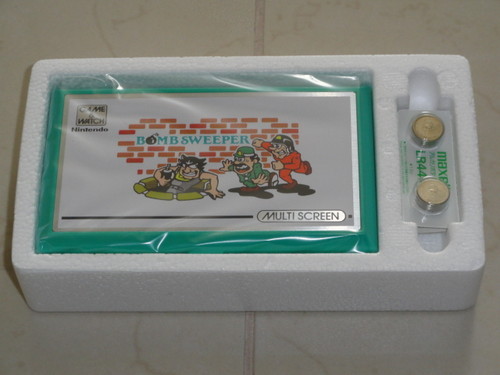 GAME &
WATCH
Nintendo
BOMB SWEEPER
MULTI SCREEN
maxell
LR44